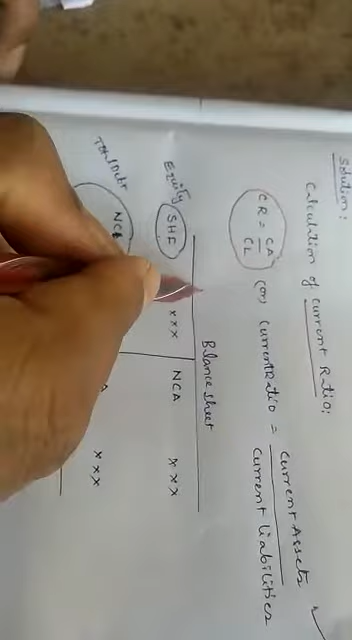 Solution:
Calculation of Current Ratio:
CR = CA / CL (or) Current Ratio = Current Assets / Current liabilities
Blance sheet
Equity SHF xxx NCA xxx
NCL xxx